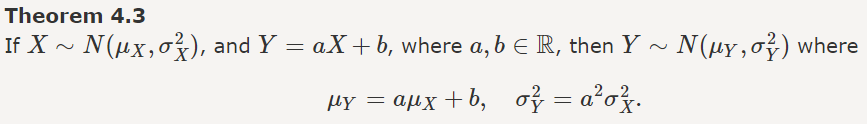 Theorem 4.3
If X ∼ N(μ_X, σ_X^2), and Y = aX + b, where a, b ∈ ℝ, then Y ∼ N(μ_Y, σ_Y^2) where
μ_Y = aμ_X + b, σ_Y^2 = a^2σ_X^2.